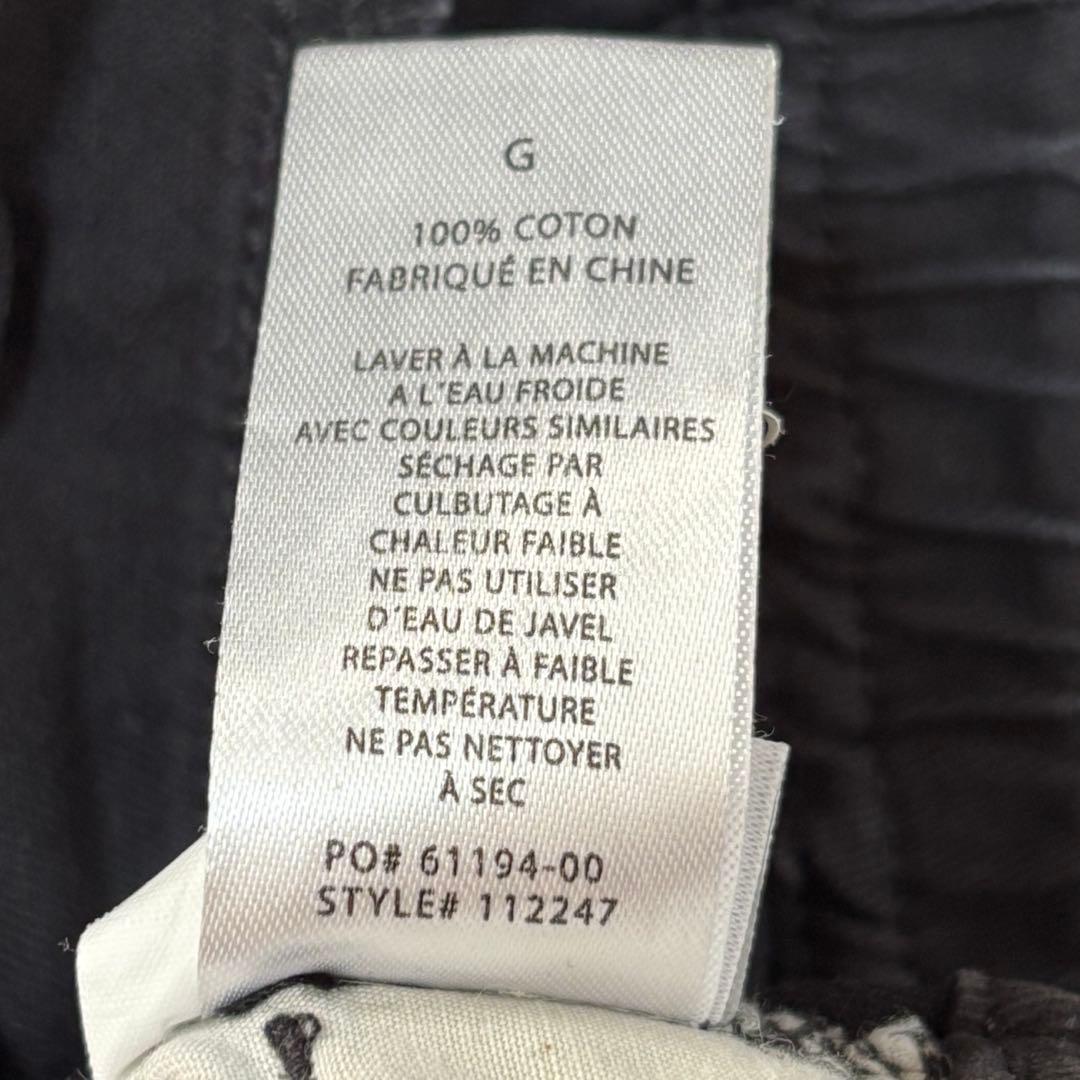 G
100% COTON
FABRIQUÉ EN CHINE
LAVER À LA MACHINE
A L'EAU FROIDE
AVEC COULEURS SIMILAIRES
SÉCHAGE PAR
CULBUTAGE À
CHALEUR FAIBLE
NE PAS UTILISER
D'EAU DE JAVEL
REPASSER À FAIBLE
TEMPÉRATURE
NE PAS NETTOYER
À SEC
PO# 61194-00
STYLE# 112247